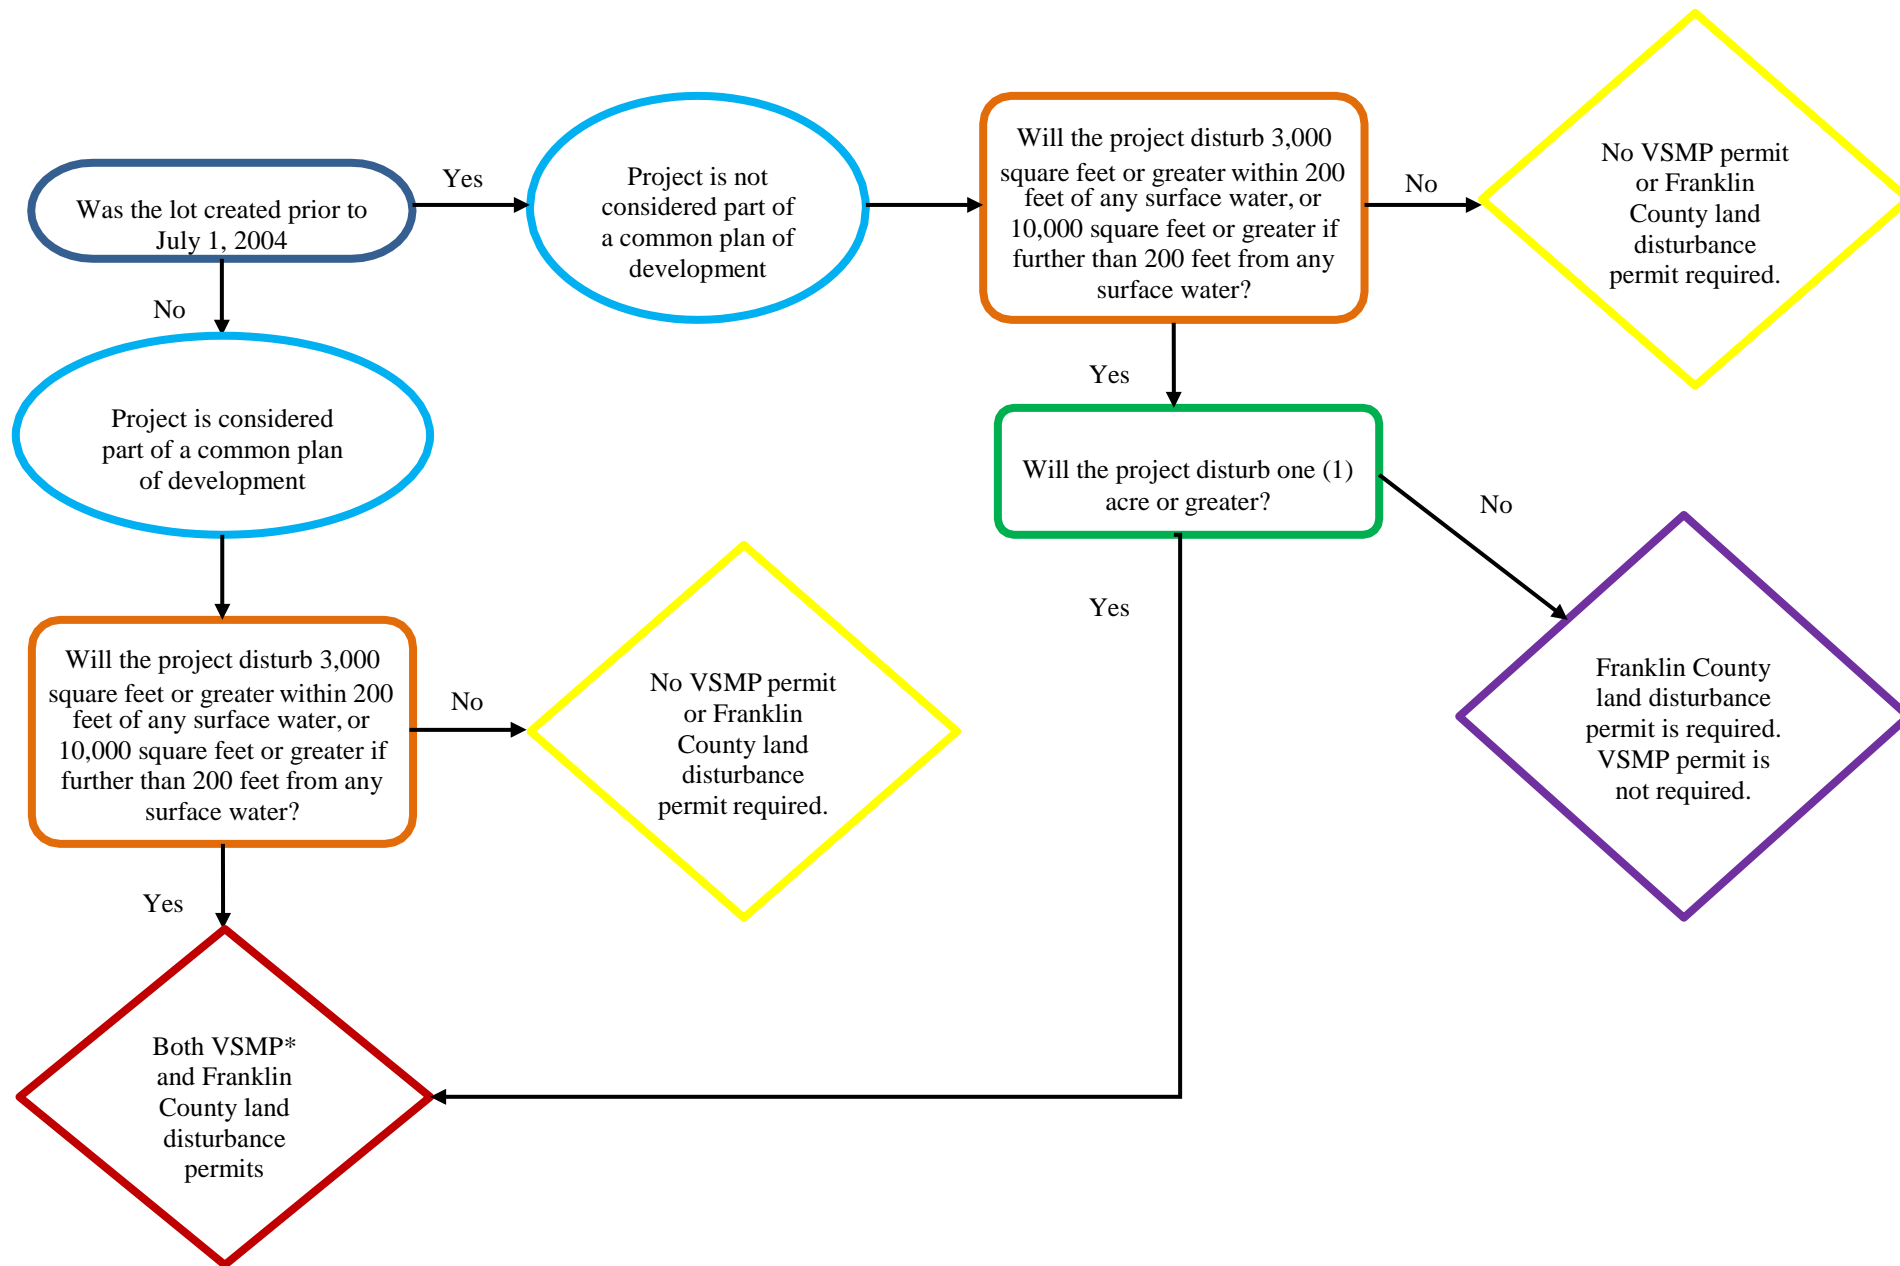 Was the lot created prior to
July 1, 2004
Yes
Project is not
considered part of
a common plan of
development
Will the project disturb 3,000
square feet or greater within 200
feet of any surface water, or
10,000 square feet or greater if
further than 200 feet from any
surface water?
No
No VSMP permit
or Franklin
County land
disturbance
permit required.
No
Project is considered
part of a common plan
of development
Yes
Will the project disturb one (1)
acre or greater?
No
Franklin County
land disturbance
permit is required.
VSMP permit is
not required.
Yes
Will the project disturb 3,000
square feet or greater within 200
feet of any surface water, or
10,000 square feet or greater if
further than 200 feet from any
surface water?
No
No VSMP permit
or Franklin
County land
disturbance
permit required.
Yes
Both VSMP*
and Franklin
County land
disturbance
permits